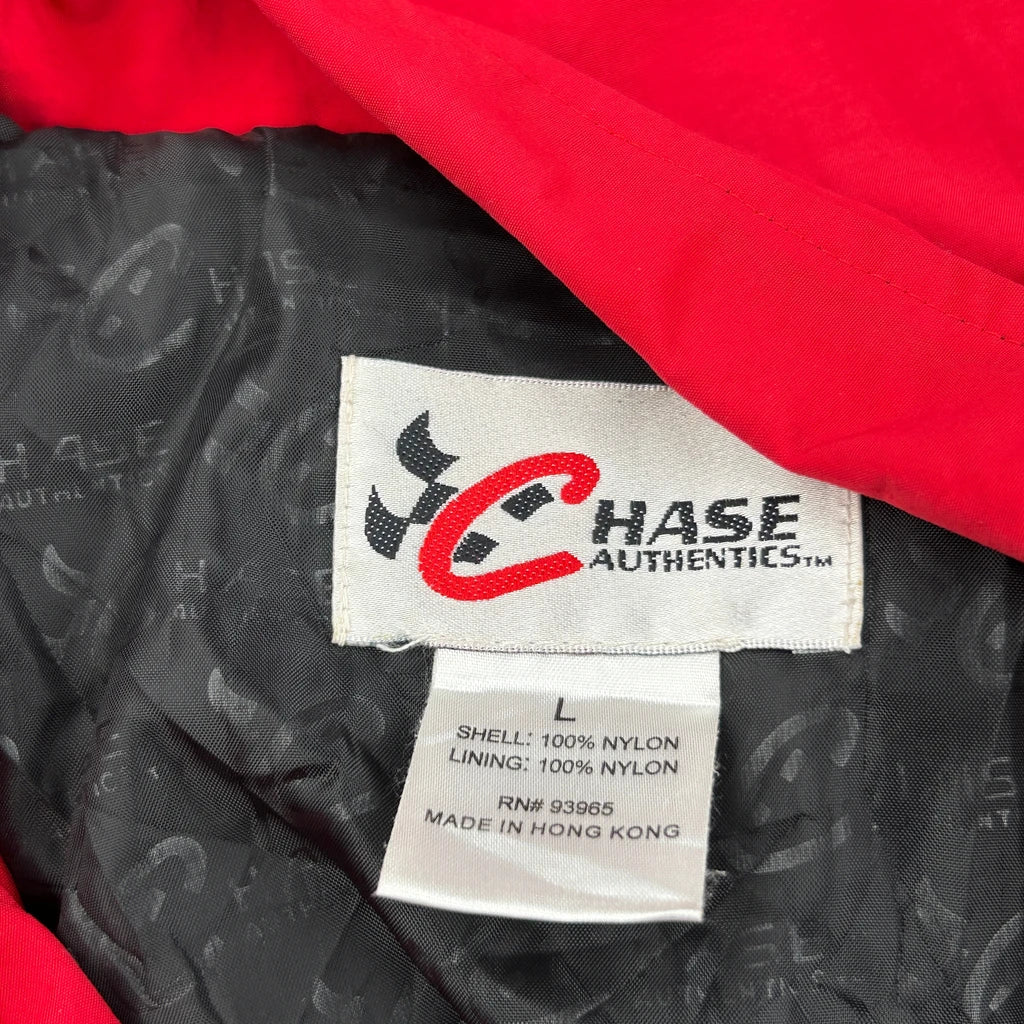 CHASE
AUTHENTICS™
L
SHELL: 100% NYLON
LINING: 100% NYLON
RN# 93965
MADE IN HONG KONG